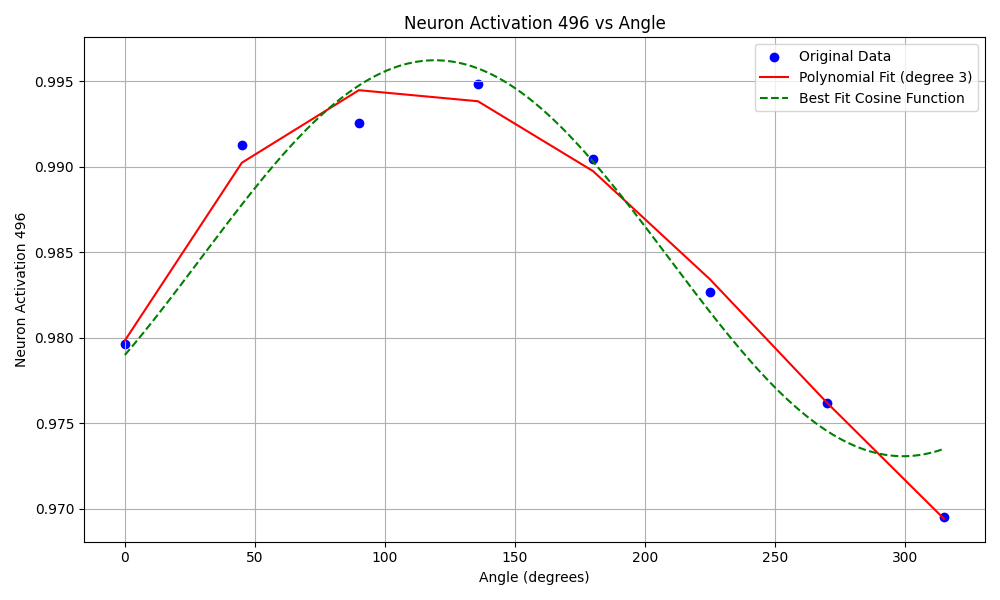 Neuron Activation 496 vs Angle
Original Data
Polynomial Fit (degree 3)
Best Fit Cosine Function
Neuron Activation 496
0.995
0.990
0.985
0.980
0.975
0.970
0 50 100 150 200 250 300
Angle (degrees)